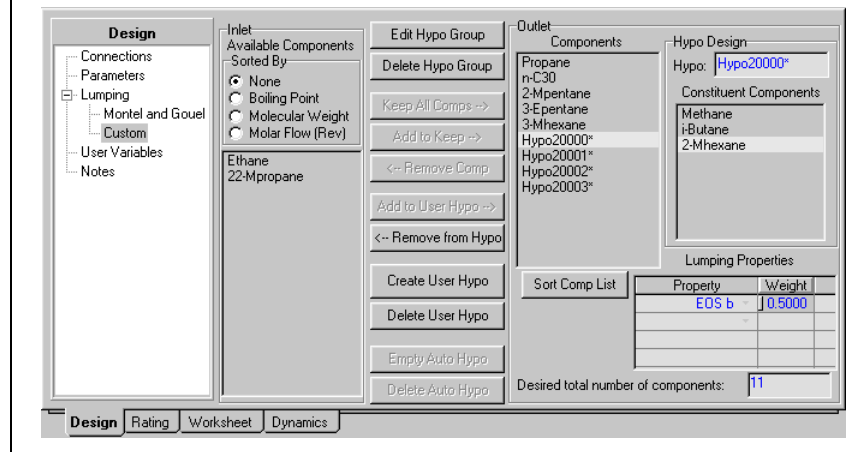 Design
Connections
Parameters
Lumping
Montel and Gouel
Custom
User Variables
Notes
Inlet
Available Components
Sorted By
None
Boiling Point
Molecular Weight
Molar Flow (Rev)
Ethane
22-Mpropane
Edit Hypo Group
Delete Hypo Group
Keep All Comps -->
Add to Keep -->
<-- Remove Comp
Add to User Hypo -->
<-- Remove from Hypo
Create User Hypo
Delete User Hypo
Empty Auto Hypo
Delete Auto Hypo
Outlet
Components
Propane
n-C30
2-Mpentane
3-Epentane
3-Mhexane
Hypo20000*
Hypo20001*
Hypo20002*
Hypo20003*
Sort Comp List
Hypo Design
Hypo: Hypo20000*
Constituent Components
Methane
i-Butane
2-Mhexane
Lumping Properties
Property Weight
EOS b 0.5000
Desired total number of components: 11
Design Rating Worksheet Dynamics